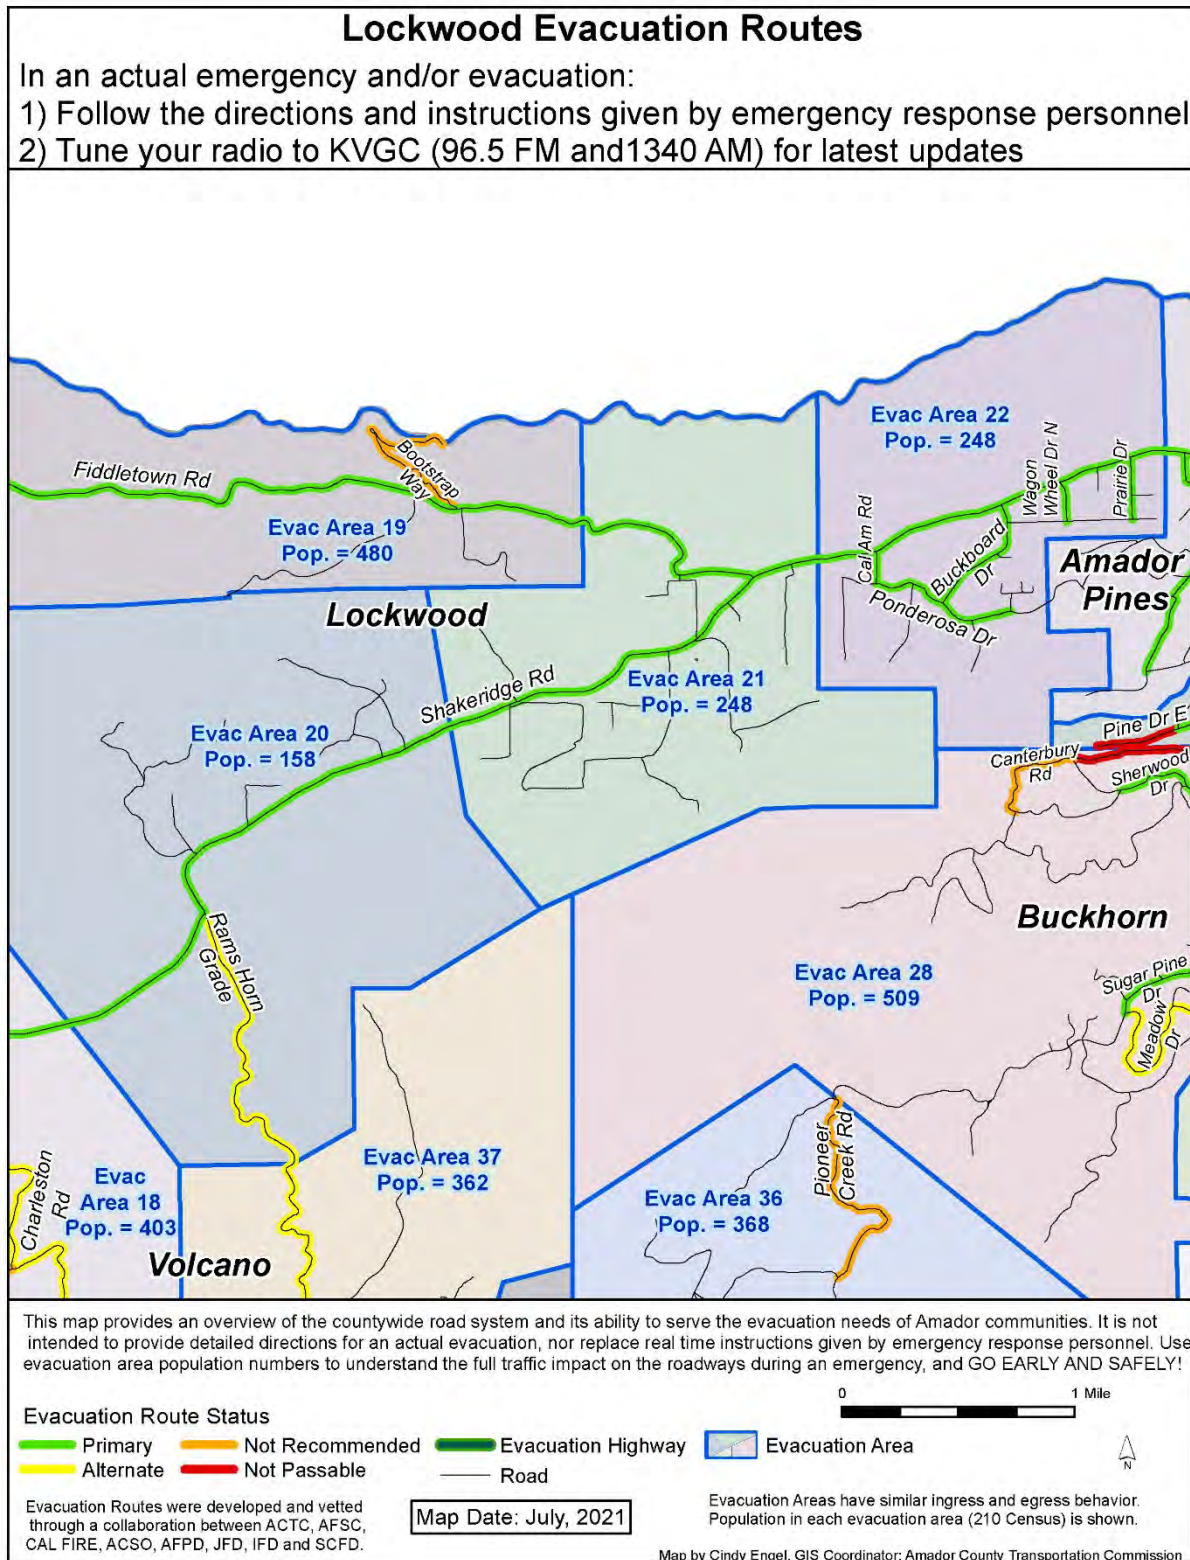 Lockwood Evacuation Routes
In an actual emergency and/or evacuation:
1) Follow the directions and instructions given by emergency response personnel
2) Tune your radio to KVGC (96.5 FM and1340 AM) for latest updates
Evac Area 22
Pop. = 248
Fiddletown Rd
Bootstrap
Way
Wagon
Wheel Dr N
Prairie Dr
Evac Area 19
Pop. = 480
Cal Am Rd
Buckboard
Dr
Amador
Pines
Ponderosa Dr
Lockwood
Shakeridge Rd
Evac Area 21
Pop. = 248
Evac Area 20
Pop. = 158
Pine Dr E
Canterbury
Rd
Sherwood
Dr
Rams Horn
Grade
Buckhorn
Evac Area 28
Pop. = 509
Sugar Pine
Dr
Meadow
Dr
Pioneer
Creek Rd
Charleston
Rd
Evac
Area 18
Pop. = 403
Evac Area 37
Pop. = 362
Evac Area 36
Pop. = 368
Volcano
This map provides an overview of the countywide road system and its ability to serve the evacuation needs of Amador communities. It is not
intended to provide detailed directions for an actual evacuation, nor replace real time instructions given by emergency response personnel. Use
evacuation area population numbers to understand the full traffic impact on the roadways during an emergency, and GO EARLY AND SAFELY!
0 1 Mile
Evacuation Route Status
Primary
Not Recommended
Evacuation Highway
Evacuation Area
Alternate
Not Passable
Road
N
Evacuation Routes were developed and vetted
through a collaboration between ACTC, AFSC,
CAL FIRE, ACSO, AFPD, JFD, IFD and SCFD.
Map Date: July, 2021
Evacuation Areas have similar ingress and egress behavior.
Population in each evacuation area (210 Census) is shown.
Map by Cindy Engel, GIS Coordinator: Amador County Transportation Commission